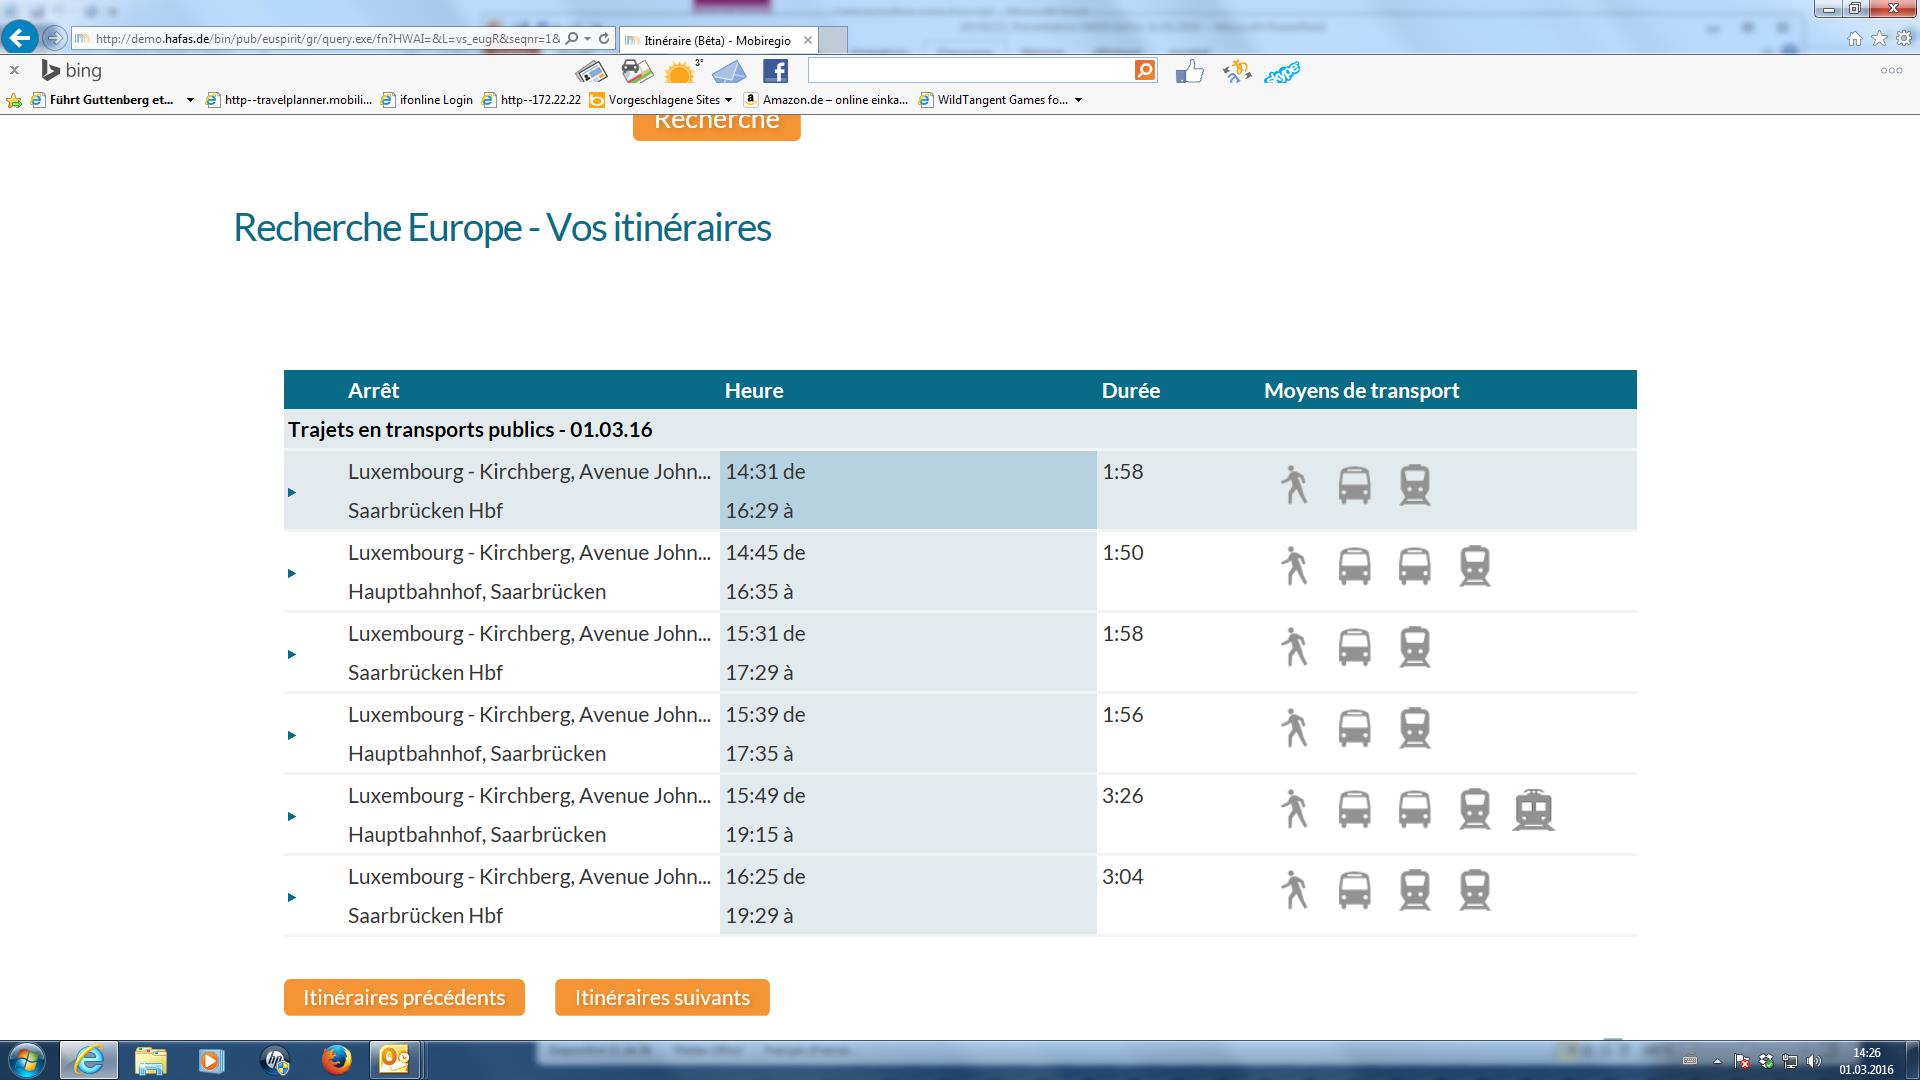 http://demo.hafas.de/bin/pub/euspirit/gr/query.exe/fn?HWAI=&L=vs_eugR&seqnr=1&
Itinéraire (Bêta) - Mobiregio
bing
3°
skype
Führt Guttenberg et...
http--travelplanner.mobili...
ifonline Login
http--172.22.22
Vorgeschlagene Sites
Amazon.de – online einka...
WildTangent Games fo...
Recherche
Recherche Europe - Vos itinéraires
Arrêt Heure Durée Moyens de transport
Trajets en transports publics - 01.03.16
Luxembourg - Kirchberg, Avenue John... 14:31 de 1:58
Saarbrücken Hbf 16:29 à
Luxembourg - Kirchberg, Avenue John... 14:45 de 1:50
Hauptbahnhof, Saarbrücken 16:35 à
Luxembourg - Kirchberg, Avenue John... 15:31 de 1:58
Saarbrücken Hbf 17:29 à
Luxembourg - Kirchberg, Avenue John... 15:39 de 1:56
Hauptbahnhof, Saarbrücken 17:35 à
Luxembourg - Kirchberg, Avenue John... 15:49 de 3:26
Hauptbahnhof, Saarbrücken 19:15 à
Luxembourg - Kirchberg, Avenue John... 16:25 de 3:04
Saarbrücken Hbf 19:29 à
Itinéraires précédents Itinéraires suivants
14:26
01.03.2016